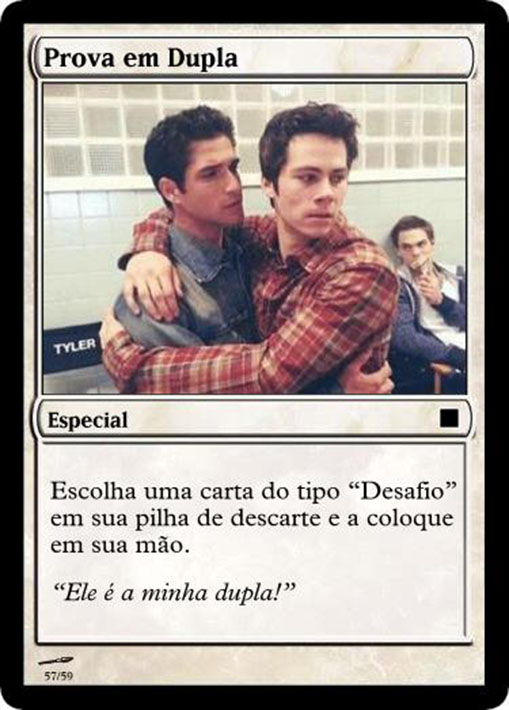 Prova em Dupla
TYLER
Especial
Escolha uma carta do tipo “Desafio”
em sua pilha de descarte e a coloque
em sua mão.
“Ele é a minha dupla!”
57/59